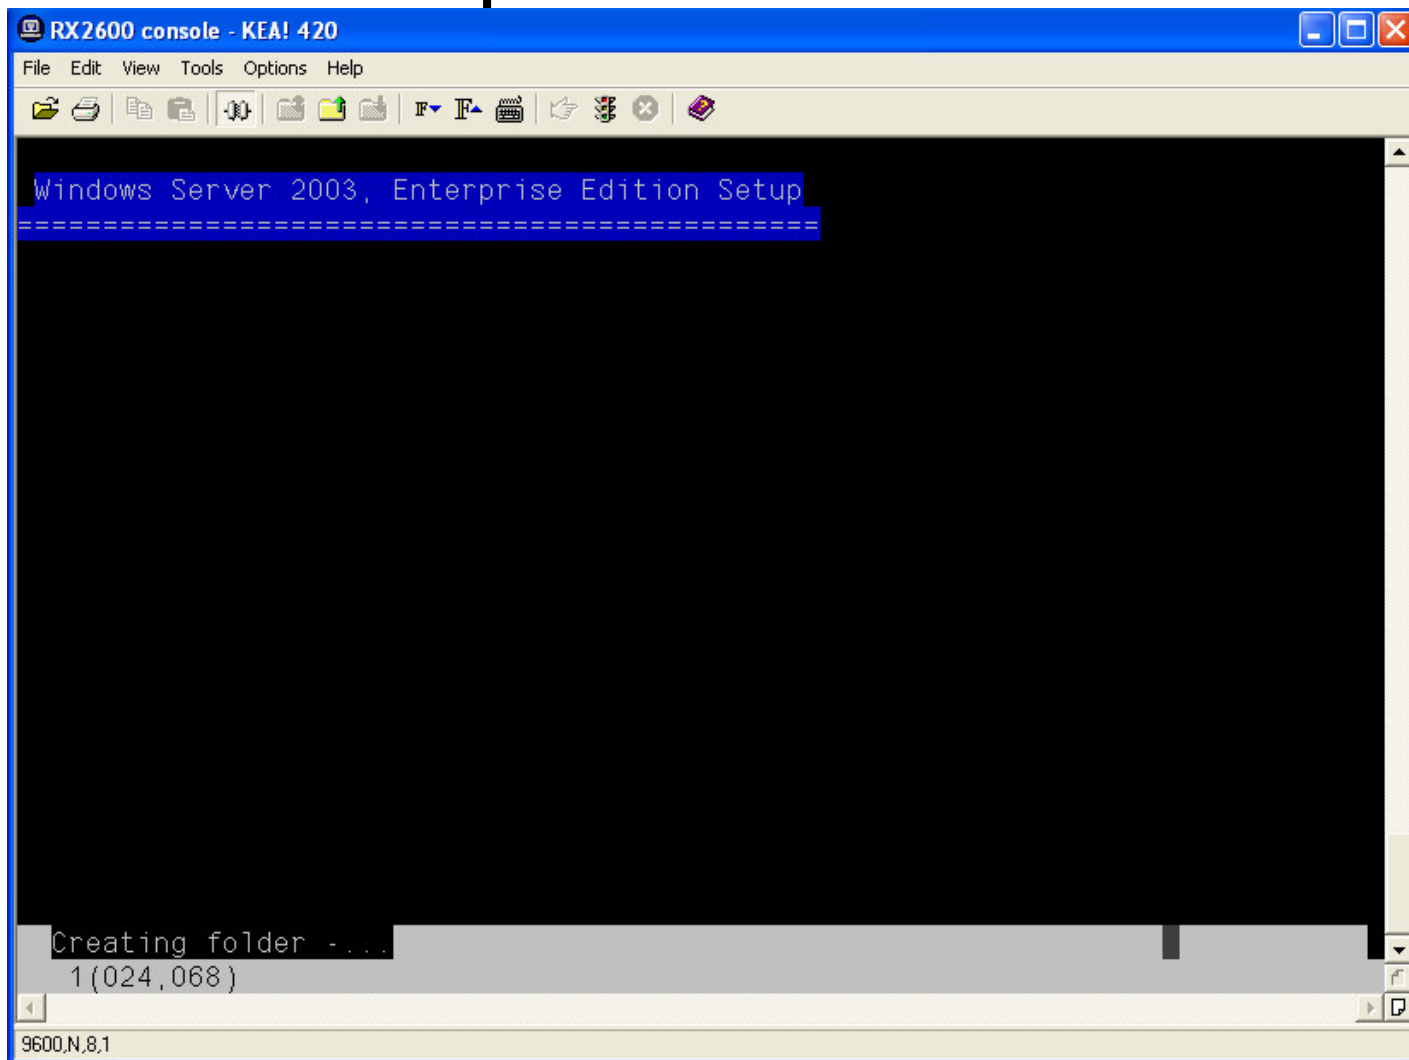 RX2600 console - KEA! 420
File Edit View Tools Options Help
Windows Server 2003, Enterprise Edition Setup
===============================================
Creating folder -...
1(024,068)
9600,N,8,1